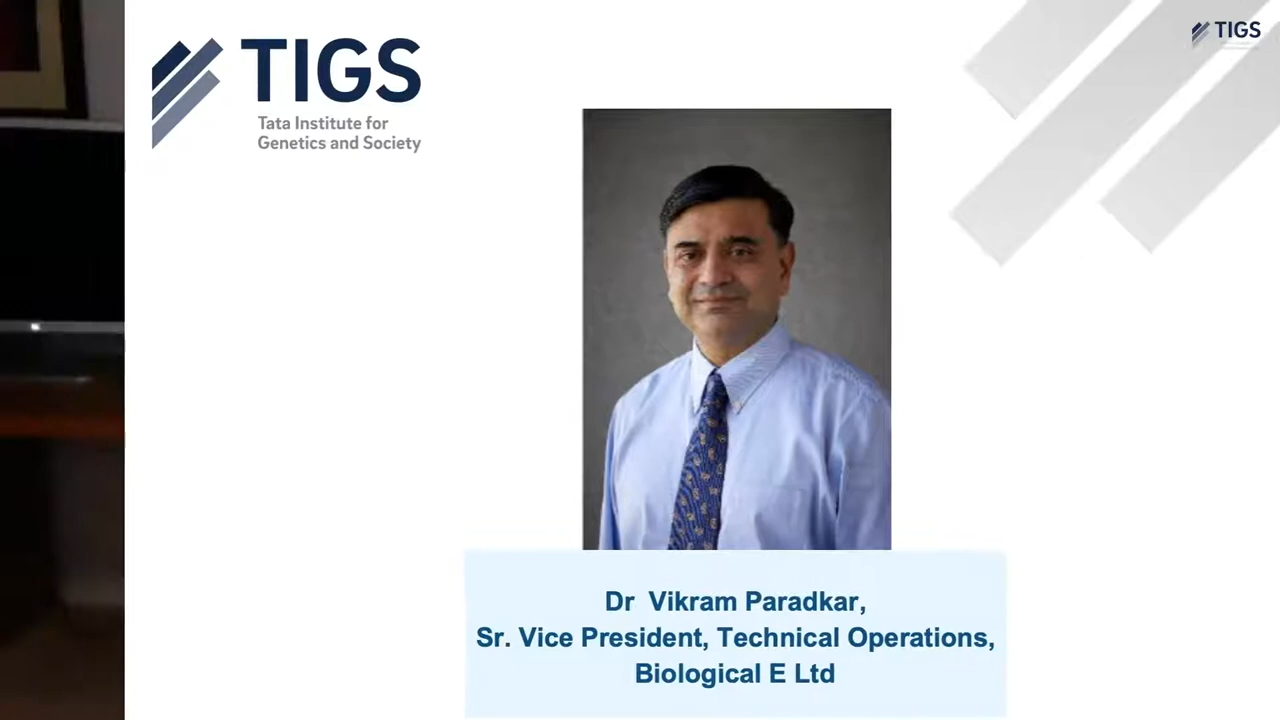 TIGS
Tata Institute for
Genetics and Society
TIGS
Dr Vikram Paradkar,
Sr. Vice President, Technical Operations,
Biological E Ltd